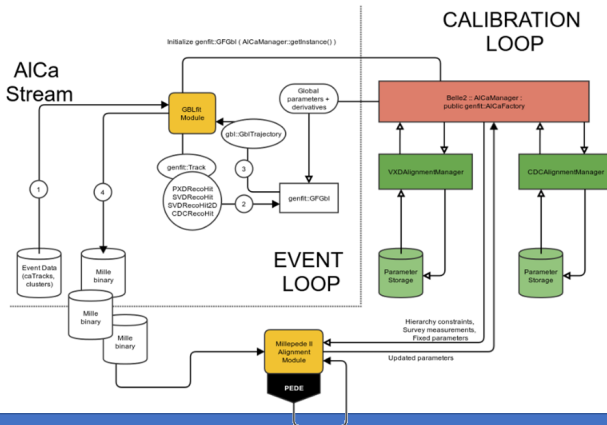 CALIBRATION
LOOP
Initialize genfit::GFGbl ( AlCaManager::getInstance() )
AlCa
Stream
GBLfit
Module
Global
parameters +
derivatives
Belle2 :: AlCaManager :
public genfit::AlCaFactory
gbl::GblTrajectory
genfit::Track
PXDRecoHit
SVDRecoHit
SVDRecoHit2D
CDCRecoHit
1
4
3
2
genfit::GFGbl
VXDAlignmentManager
CDCAlignmentManager
Event Data
(caTracks,
clusters)
Mille
binary
Mille
binary
Mille
binary
EVENT
LOOP
Parameter
Storage
Parameter
Storage
Hierarchy constraints,
Survey measurements,
Fixed parameters
Updated parameters
Millepede II
Alignment
Module
PEDE